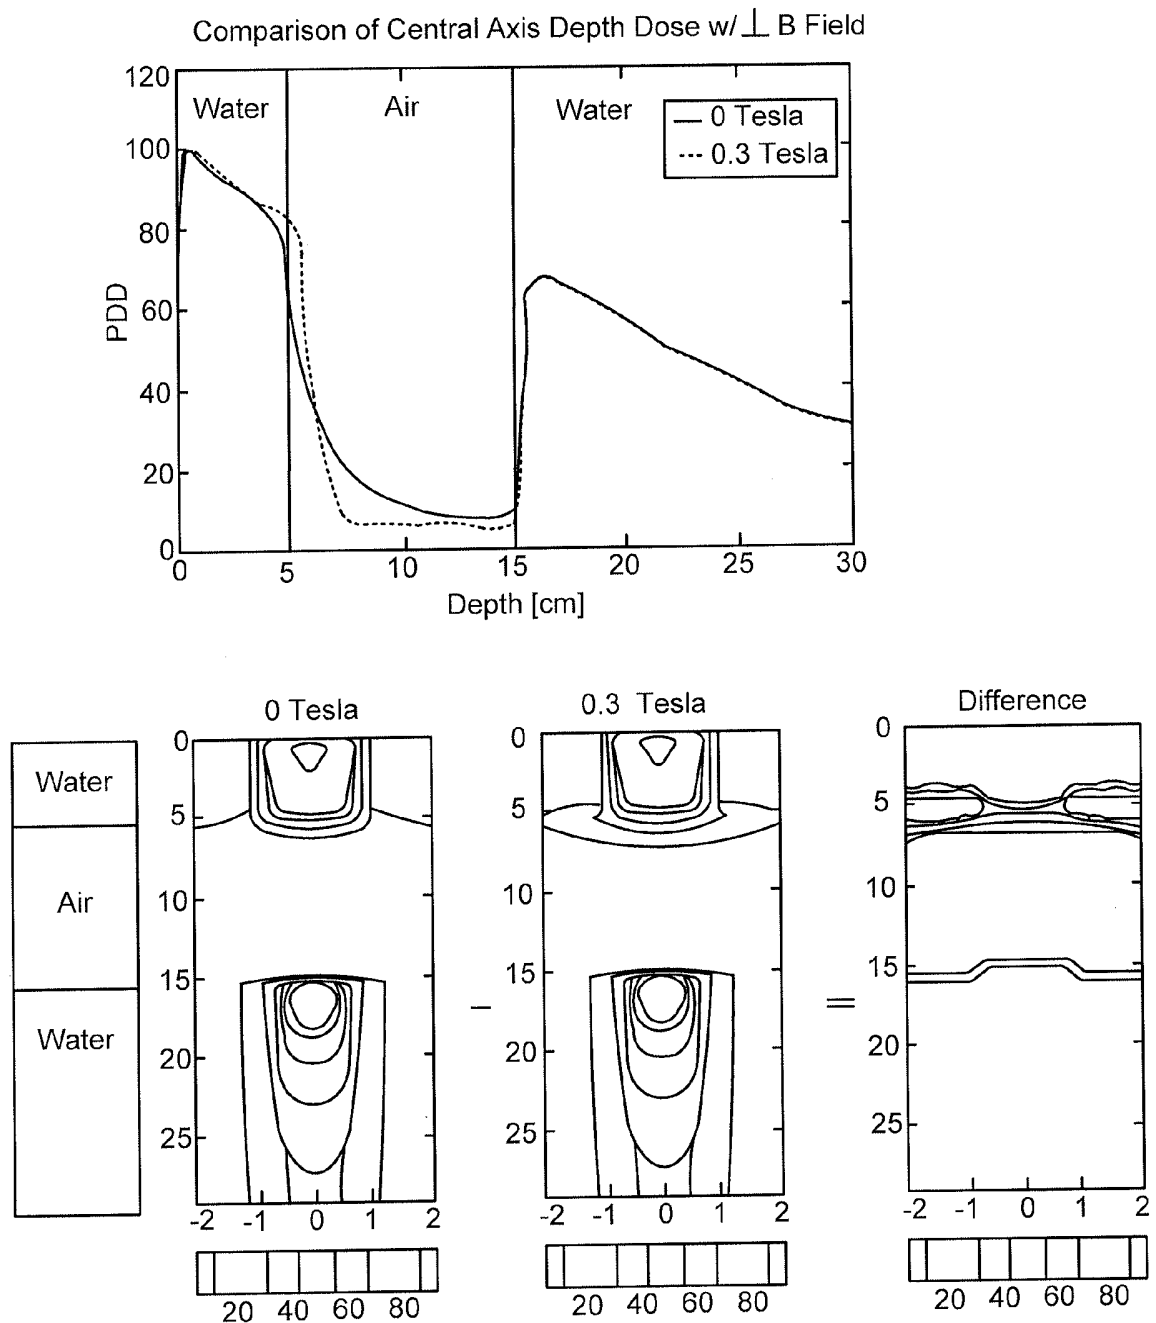 Comparison of Central Axis Depth Dose w/⊥ B Field
120
100
80
60
40
20
0
PDD
Water
Air
Water
0 Tesla
0.3 Tesla
0 5 10 15 20 25 30
Depth [cm]
Water
Air
Water
0 Tesla
0
5
10
15
20
25
-2 -1 0 1 2
20 40 60 80
–
0.3 Tesla
0
5
10
15
20
25
-2 -1 0 1 2
20 40 60 80
=
Difference
0
5
10
15
20
25
-2 -1 0 1 2
20 40 60 80